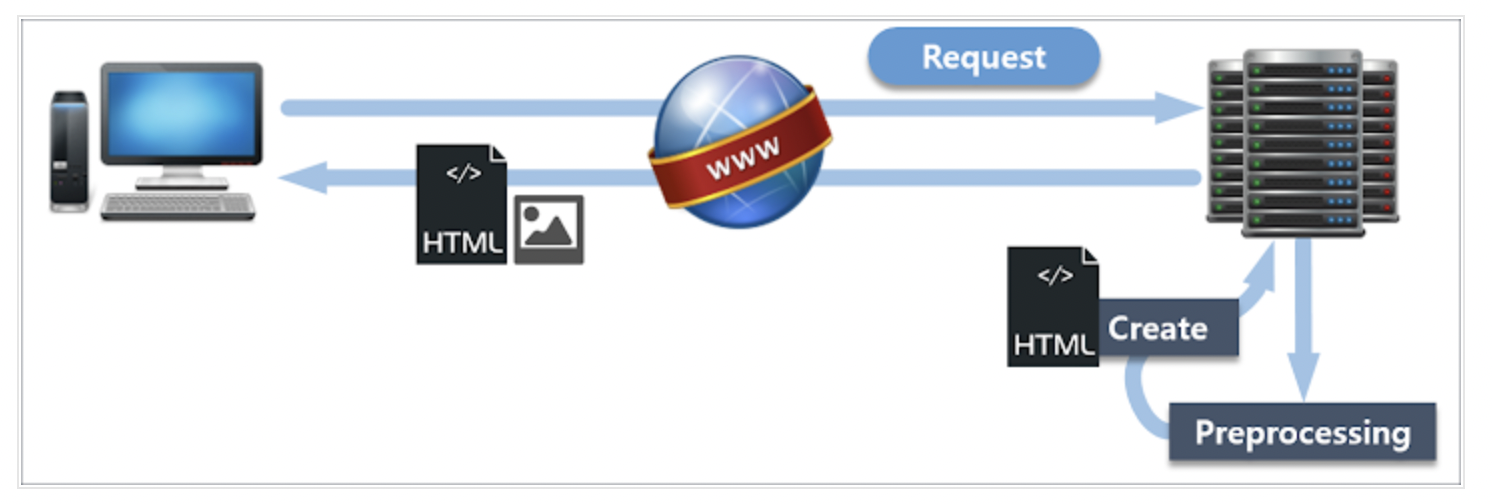 Request
www
</>
HTML
</>
HTML
Create
Preprocessing